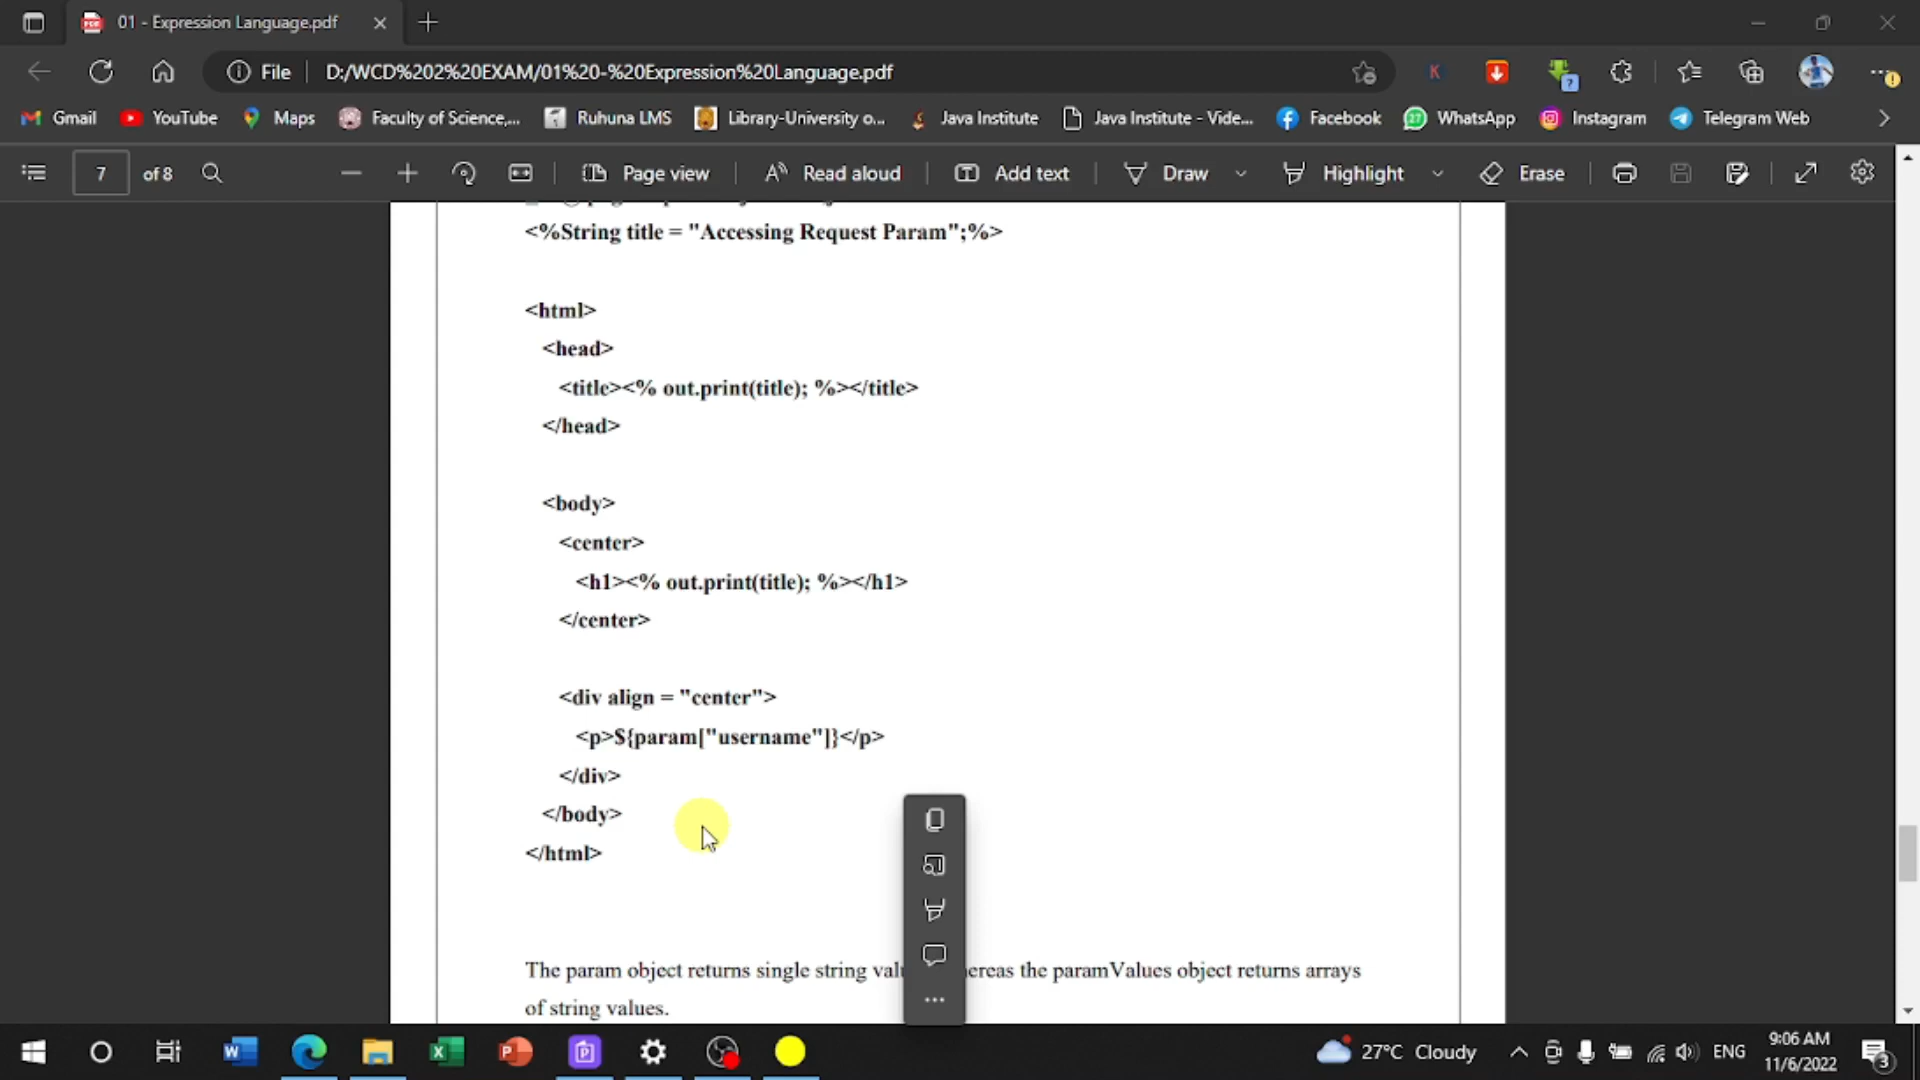 01 - Expression Language.pdf
File
D:/WCD%202%20EXAM/01%20-%20Expression%20Language.pdf
K
?
Gmail
YouTube
Maps
Faculty of Science,...
Ruhuna LMS
Library-University o...
Java Institute
Java Institute - Vide...
Facebook
27
WhatsApp
Instagram
Telegram Web
7
of 8
Page view
Read aloud
Add text
Draw
Highlight
Erase
<%String title = "Accessing Request Param";%>
<html>
<head>
<title><% out.print(title); %></title>
</head>
<body>
<center>
<h1><% out.print(title); %></h1>
</center>
<div align = "center">
<p>${param["username"]}</p>
</div>
</body>
</html>
The param object returns single string whereas the paramValues object returns arrays
of string values.
27°C Cloudy
ENG
9:06 AM
11/6/2022
3